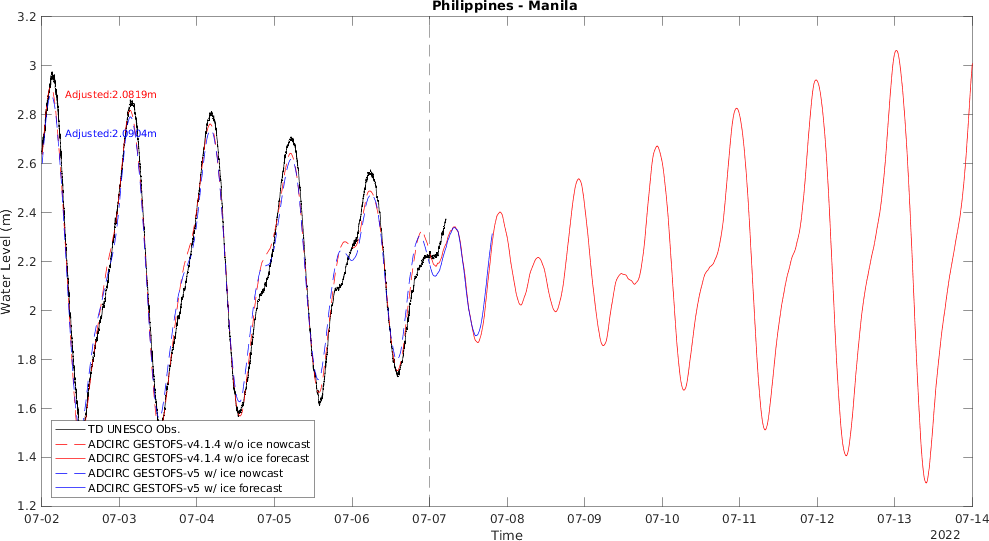 Philippines - Manila
3.2
3
2.8
2.6
2.4
2.2
2
1.8
1.6
1.4
1.2
Water Level (m)
Adjusted:2.0819m
Adjusted:2.0904m
TD UNESCO Obs.
ADCIRC GESTOFS-v4.1.4 w/o ice nowcast
ADCIRC GESTOFS-v4.1.4 w/o ice forecast
ADCIRC GESTOFS-v5 w/ ice nowcast
ADCIRC GESTOFS-v5 w/ ice forecast
07-02 07-03 07-04 07-05 07-06 07-07 07-08 07-09 07-10 07-11 07-12 07-13 07-14
Time
2022